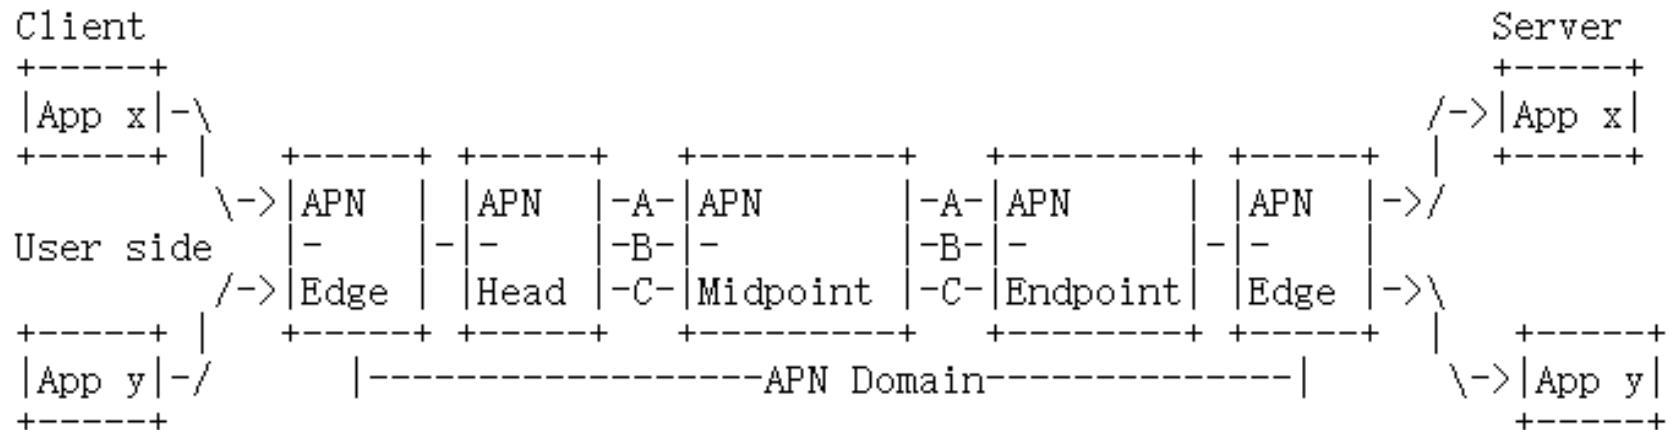 Client                                                                                              Server
+-----+                                                                                             +-----+
|App x|-\                                                                                      /->|App x|
+-----+ |     +-----+ +-----+     +---------+     +--------+ +-----+   |   +-----+
\->|APN  | |APN  |-A-|APN      |-A-|APN     | |APN  |->/
User side     |-    |-|-    |-B-|-        |-B-|-       |-|-    |
/->|Edge | |Head |-C-|Midpoint |-C-|Endpoint| |Edge |->\
+-----+ |     +-----+ +-----+     +---------+     +--------+ +-----+   |     +-----+
|App y|-/         |------------------APN Domain--------------|         \->|App y|
+-----+                                                                                              +-----+